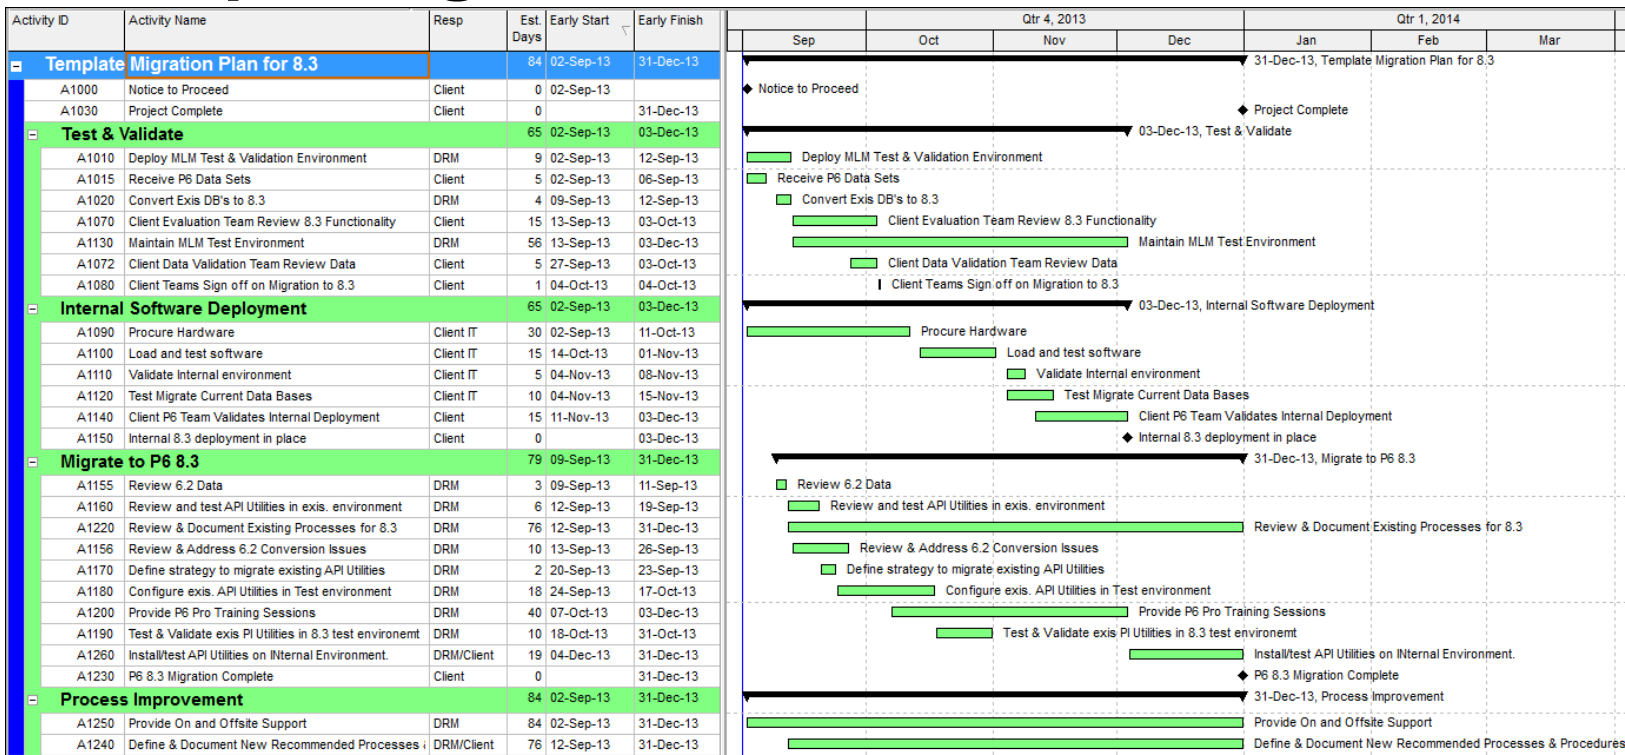 Activity ID Activity Name Resp Est. Days Early Start Early Finish Qtr 4, 2013 Qtr 1, 2014
Sep Oct Nov Dec Jan Feb Mar
Template Migration Plan for 8.3 84 02-Sep-13 31-Dec-13 31-Dec-13, Template Migration Plan for 8.3
A1000 Notice to Proceed Client 0 02-Sep-13 Notice to Proceed
A1030 Project Complete Client 0 31-Dec-13 Project Complete
Test & Validate 65 02-Sep-13 03-Dec-13 03-Dec-13, Test & Validate
A1010 Deploy MLM Test & Validation Environment DRM 9 02-Sep-13 12-Sep-13 Deploy MLM Test & Validation Environment
A1015 Receive P6 Data Sets Client 5 02-Sep-13 06-Sep-13 Receive P6 Data Sets
A1020 Convert Exis DB's to 8.3 DRM 4 09-Sep-13 12-Sep-13 Convert Exis DB's to 8.3
A1070 Client Evaluation Team Review 8.3 Functionality Client 15 13-Sep-13 03-Oct-13 Client Evaluation Team Review 8.3 Functionality
A1130 Maintain MLM Test Environment DRM 56 13-Sep-13 03-Dec-13 Maintain MLM Test Environment
A1072 Client Data Validation Team Review Data Client 5 27-Sep-13 03-Oct-13 Client Data Validation Team Review Data
A1080 Client Teams Sign off on Migration to 8.3 Client 1 04-Oct-13 04-Oct-13 Client Teams Sign off on Migration to 8.3
Internal Software Deployment 65 02-Sep-13 03-Dec-13 03-Dec-13, Internal Software Deployment
A1090 Procure Hardware Client IT 30 02-Sep-13 11-Oct-13 Procure Hardware
A1100 Load and test software Client IT 15 14-Oct-13 01-Nov-13 Load and test software
A1110 Validate Internal environment Client IT 5 04-Nov-13 08-Nov-13 Validate Internal environment
A1120 Test Migrate Current Data Bases Client IT 10 04-Nov-13 15-Nov-13 Test Migrate Current Data Bases
A1140 Client P6 Team Validates Internal Deployment Client 15 11-Nov-13 03-Dec-13 Client P6 Team Validates Internal Deployment
A1150 Internal 8.3 deployment in place Client 0 03-Dec-13 Internal 8.3 deployment in place
Migrate to P6 8.3 79 09-Sep-13 31-Dec-13 31-Dec-13, Migrate to P6 8.3
A1155 Review 6.2 Data DRM 3 09-Sep-13 11-Sep-13 Review 6.2 Data
A1160 Review and test API Utilities in exis. environment DRM 6 12-Sep-13 19-Sep-13 Review and test API Utilities in exis. environment
A1220 Review & Document Existing Processes for 8.3 DRM 76 12-Sep-13 31-Dec-13 Review & Document Existing Processes for 8.3
A1156 Review & Address 6.2 Conversion Issues DRM 10 13-Sep-13 26-Sep-13 Review & Address 6.2 Conversion Issues
A1170 Define strategy to migrate existing API Utilities DRM 2 20-Sep-13 23-Sep-13 Define strategy to migrate existing API Utilities
A1180 Configure exis. API Utilities in Test environment DRM 18 24-Sep-13 17-Oct-13 Configure exis. API Utilities in Test environment
A1200 Provide P6 Pro Training Sessions DRM 40 07-Oct-13 03-Dec-13 Provide P6 Pro Training Sessions
A1190 Test & Validate exis PI Utilities in 8.3 test environemt DRM 10 18-Oct-13 31-Oct-13 Test & Validate exis PI Utilities in 8.3 test environemt
A1260 Install/test API Utilities on INternal Environment. DRM/Client 19 04-Dec-13 31-Dec-13 Install/test API Utilities on INternal Environment.
A1230 P6 8.3 Migration Complete Client 0 31-Dec-13 P6 8.3 Migration Complete
Process Improvement 84 02-Sep-13 31-Dec-13 31-Dec-13, Process Improvement
A1250 Provide On and Offsite Support DRM 84 02-Sep-13 31-Dec-13 Provide On and Offsite Support
A1240 Define & Document New Recommended Processes DRM/Client 76 12-Sep-13 31-Dec-13 Define & Document New Recommended Processes & Procedures